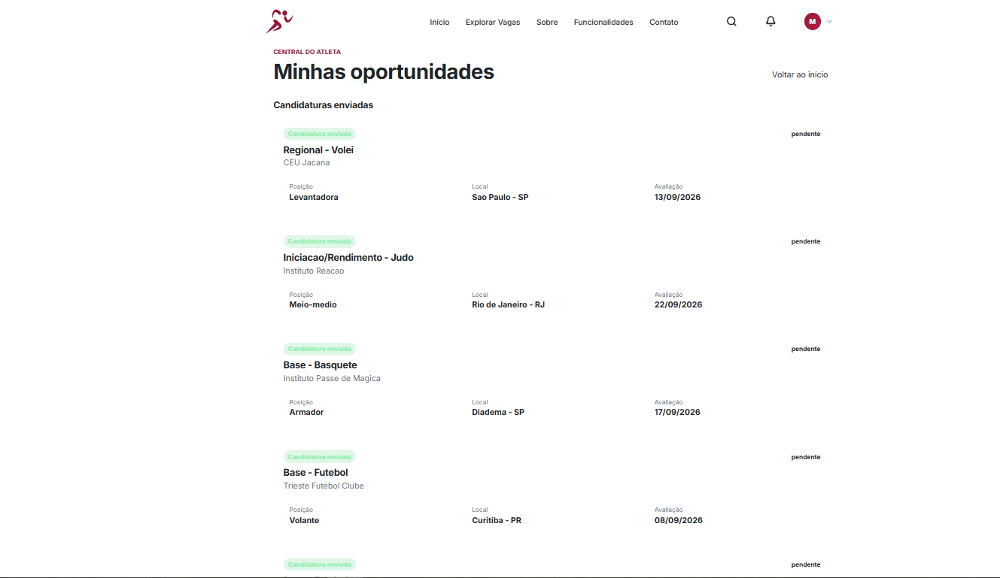 Início Explorar Vagas Sobre Funcionalidades Contato M
CENTRAL DO ATLETA
Minhas oportunidades
Voltar ao início
Candidaturas enviadas
Candidatura enviada pendente
Regional - Volei
CEU Jacana
Posição Local Avaliação
Levantadora Sao Paulo - SP 13/09/2026
Candidatura enviada pendente
Iniciacao/Rendimento - Judo
Instituto Reacao
Posição Local Avaliação
Meio-medio Rio de Janeiro - RJ 22/09/2026
Candidatura enviada pendente
Base - Basquete
Instituto Passe de Magica
Posição Local Avaliação
Armador Diadema - SP 17/09/2026
Candidatura enviada pendente
Base - Futebol
Trieste Futebol Clube
Posição Local Avaliação
Volante Curitiba - PR 08/09/2026
Candidatura enviada pendente